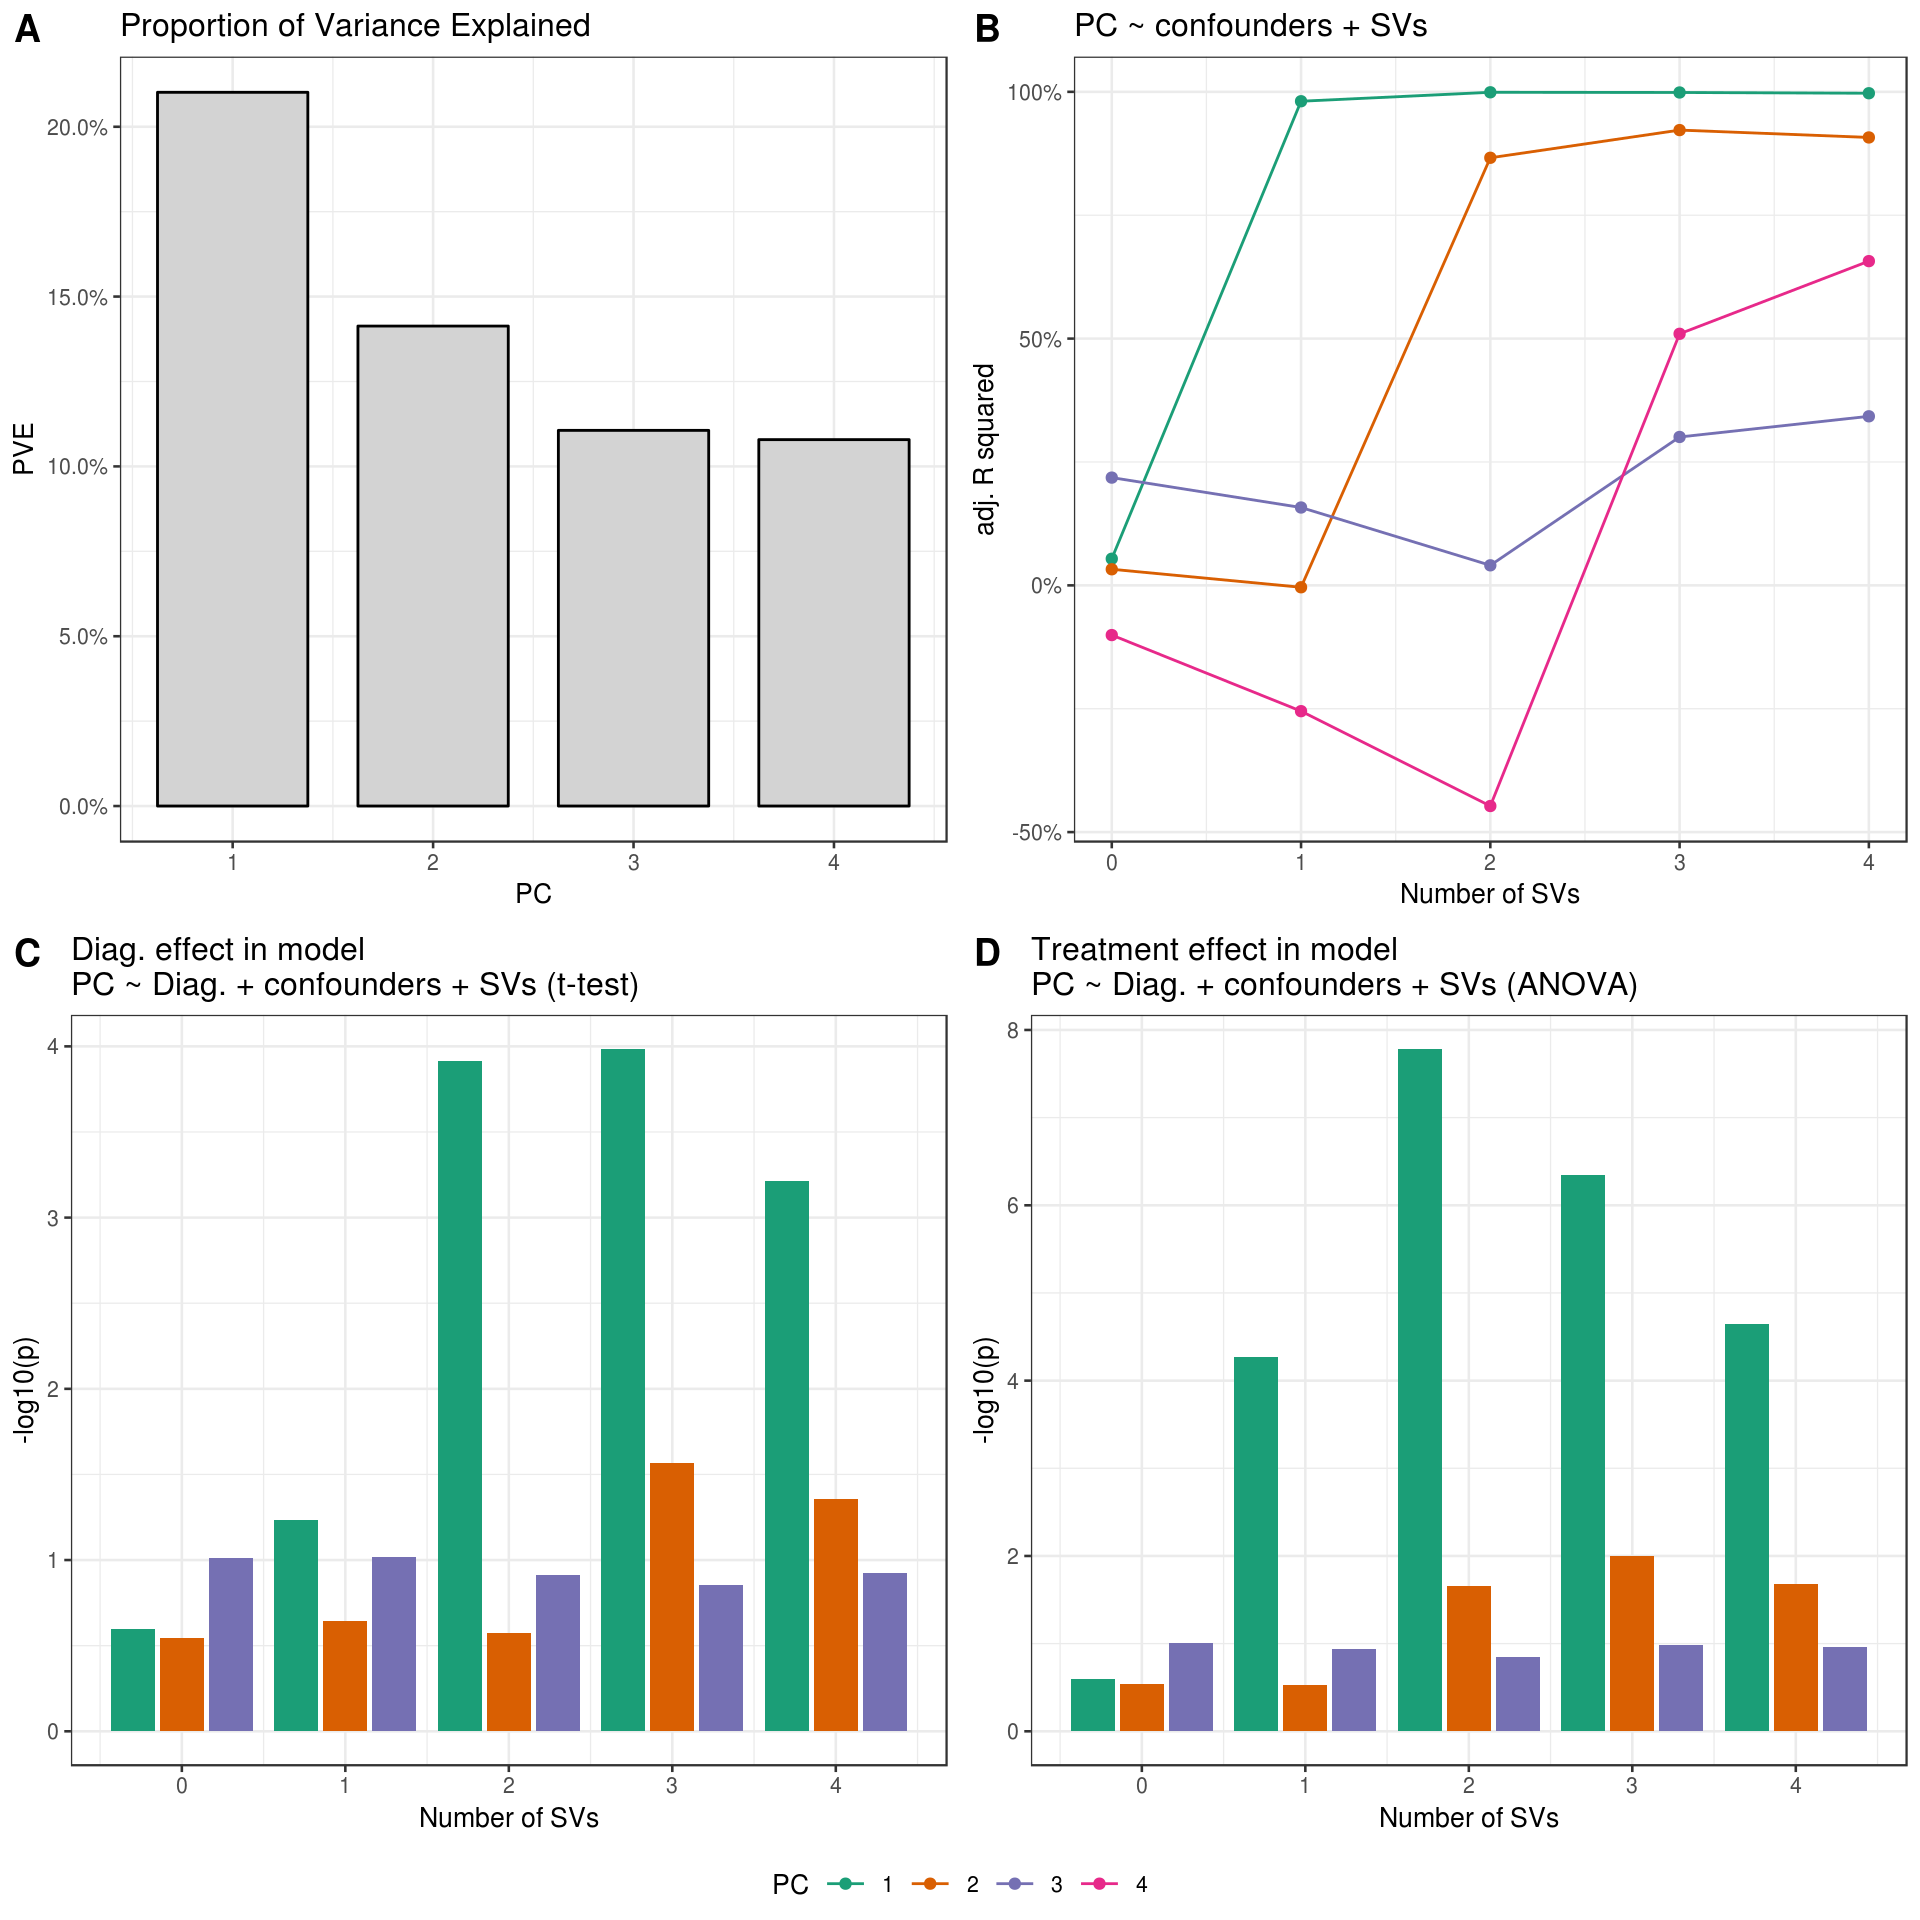 A Proportion of Variance Explained
20.0%
15.0%
10.0%
5.0%
0.0%
PVE
1 2 3 4
PC
B PC ~ confounders + SVs
100%
50%
0%
-50%
adj. R squared
0 1 2 3 4
Number of SVs
C Diag. effect in model
PC ~ Diag. + confounders + SVs (t-test)
4
3
2
1
0
-log10(p)
0 1 2 3 4
Number of SVs
D Treatment effect in model
PC ~ Diag. + confounders + SVs (ANOVA)
8
6
4
2
0
-log10(p)
0 1 2 3 4
Number of SVs
PC 1 2 3 4